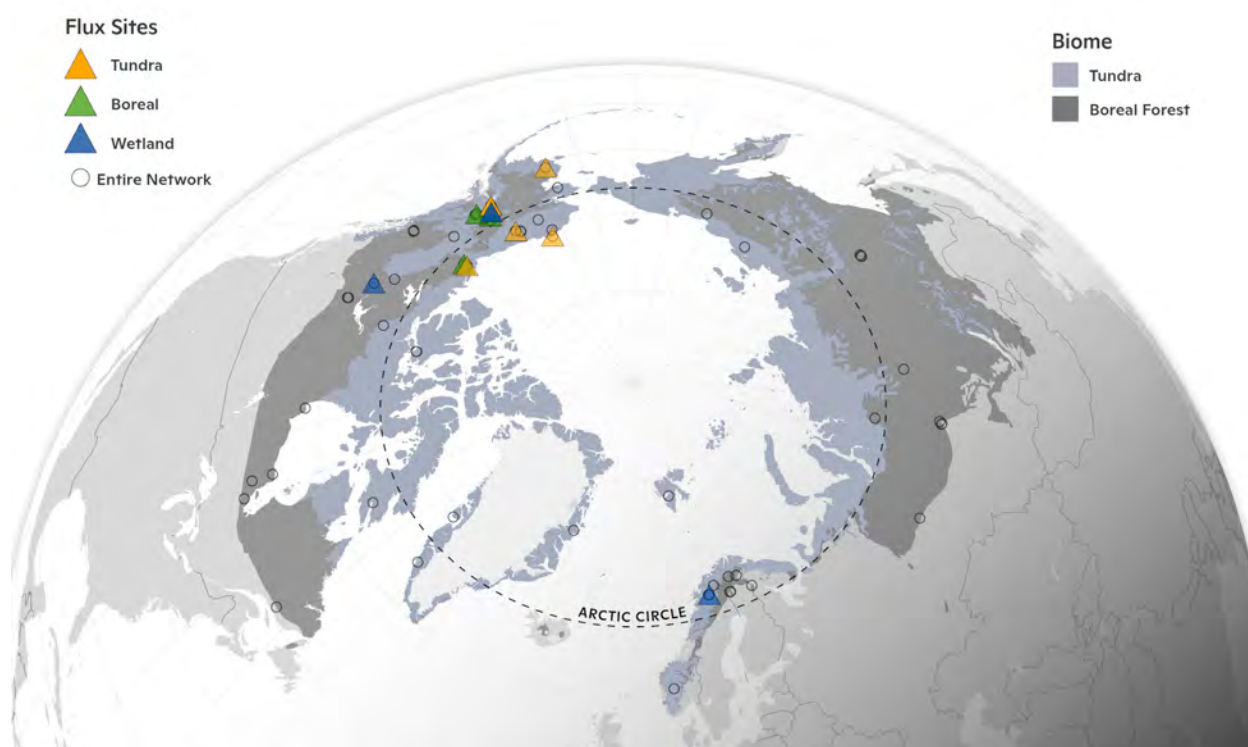 Flux Sites
Tundra
Boreal
Wetland
Entire Network
Biome
Tundra
Boreal Forest
ARCTIC CIRCLE